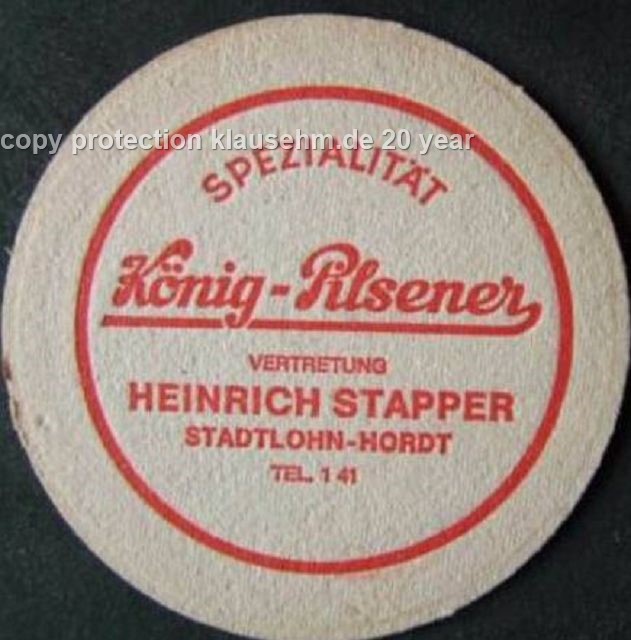 copy protection klausehm.de 20 year
SPEZIALITÄT
König-Pilsener
VERTRETUNG
HEINRICH STAPPER
STADTLOHN-HORDT
TEL. 1 41